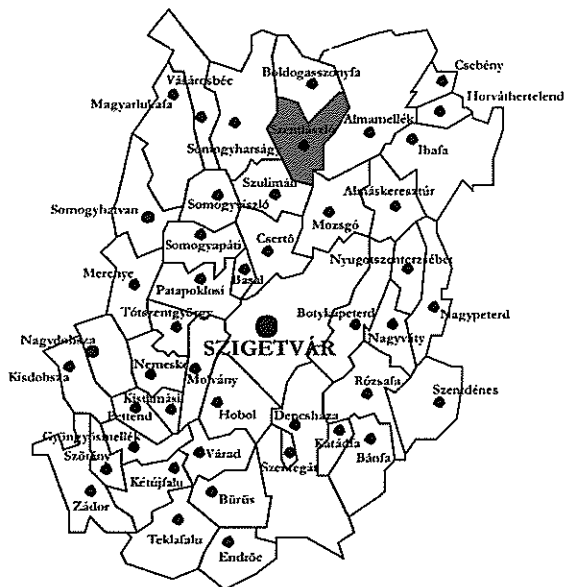 Csebény
Boldogasszonyfa
Vásárosbéc
Magyarlukafa
Horváthertelend
Szentlászló
Almamellék
Somogyhárságy
Ibafa
Szulimán
Almáskeresztúr
Somogyviszló
Somogyhatvan
Mozsgó
Somogyapáti
Csertő
Nyugotszenterzsébet
Merenye
Basal
Patapoklosi
Nagypeterd
Tótszentgyörgy
Botykapeterd
Nagyváty
Nagydobsza
SZIGETVÁR
Kisdobsza
Nemeske
Molvány
Rózsafa
Szentdénes
Kistamási
Pettend
Hobol
Dencsháza
Gyöngyösmellék
Katádfa
Bánfa
Szörény
Várad
Szentegát
Kétújfalu
Zádor
Bürüs
Teklafalu
Endrőc